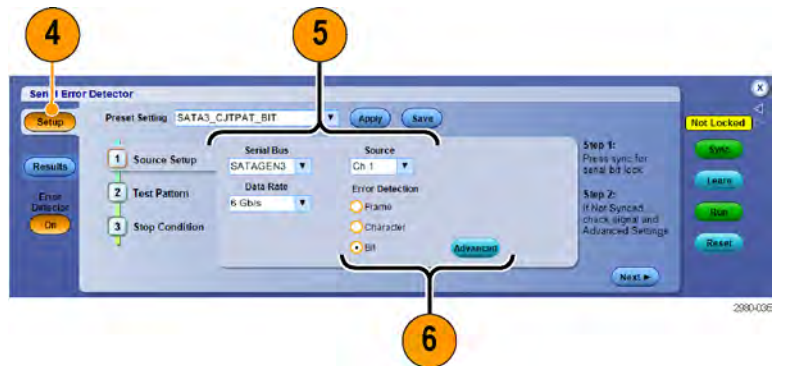 4
5
Serial Error Detector
X
Setup
Preset Setting
SATA3_CJTPAT_BIT
Apply
Save
Not Locked
Results
Error
Detector
On
1 Source Setup
2 Test Pattern
3 Stop Condition
Serial Bus
SATAGEN3
Data Rate
6 Gb/s
Source
Ch 1
Error Detection
Frame
Character
Bit
Advanced
Step 1:
Press sync for
serial bit lock
Step 2:
If Not Synced
check signal and
Advanced Settings
Next
Sync
Learn
Run
Reset
2980-035
6